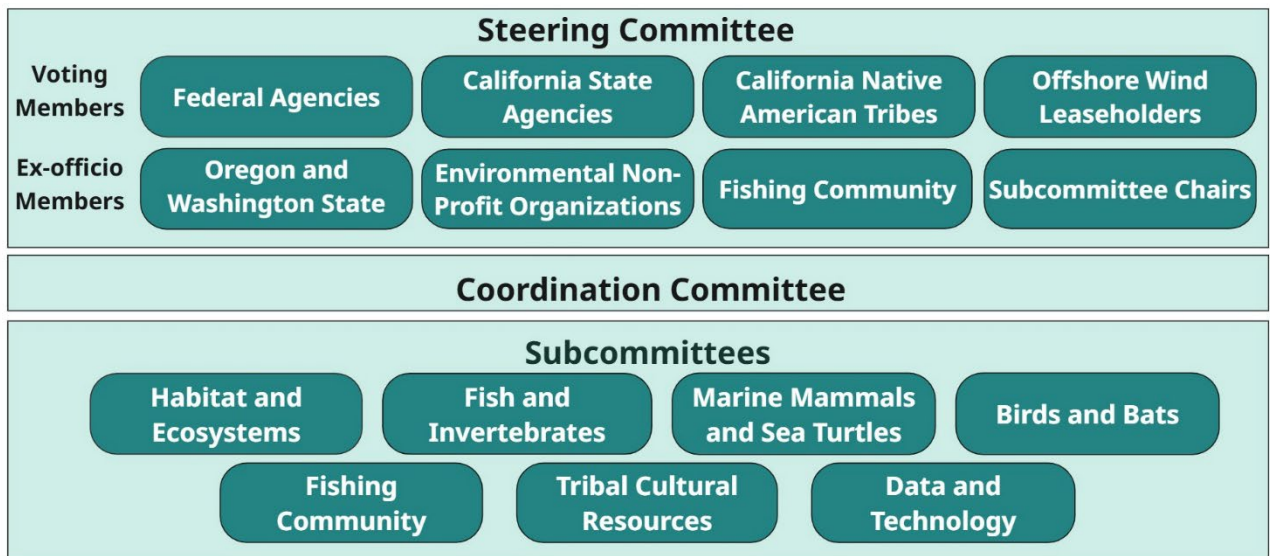 Steering Committee
Voting
Members
Federal Agencies
California State
Agencies
California Native
American Tribes
Offshore Wind
Leaseholders
Ex-officio
Members
Oregon and
Washington State
Environmental Non-
Profit Organizations
Fishing Community
Subcommittee Chairs
Coordination Committee
Subcommittees
Habitat and
Ecosystems
Fish and
Invertebrates
Marine Mammals
and Sea Turtles
Birds and Bats
Fishing
Community
Tribal Cultural
Resources
Data and
Technology